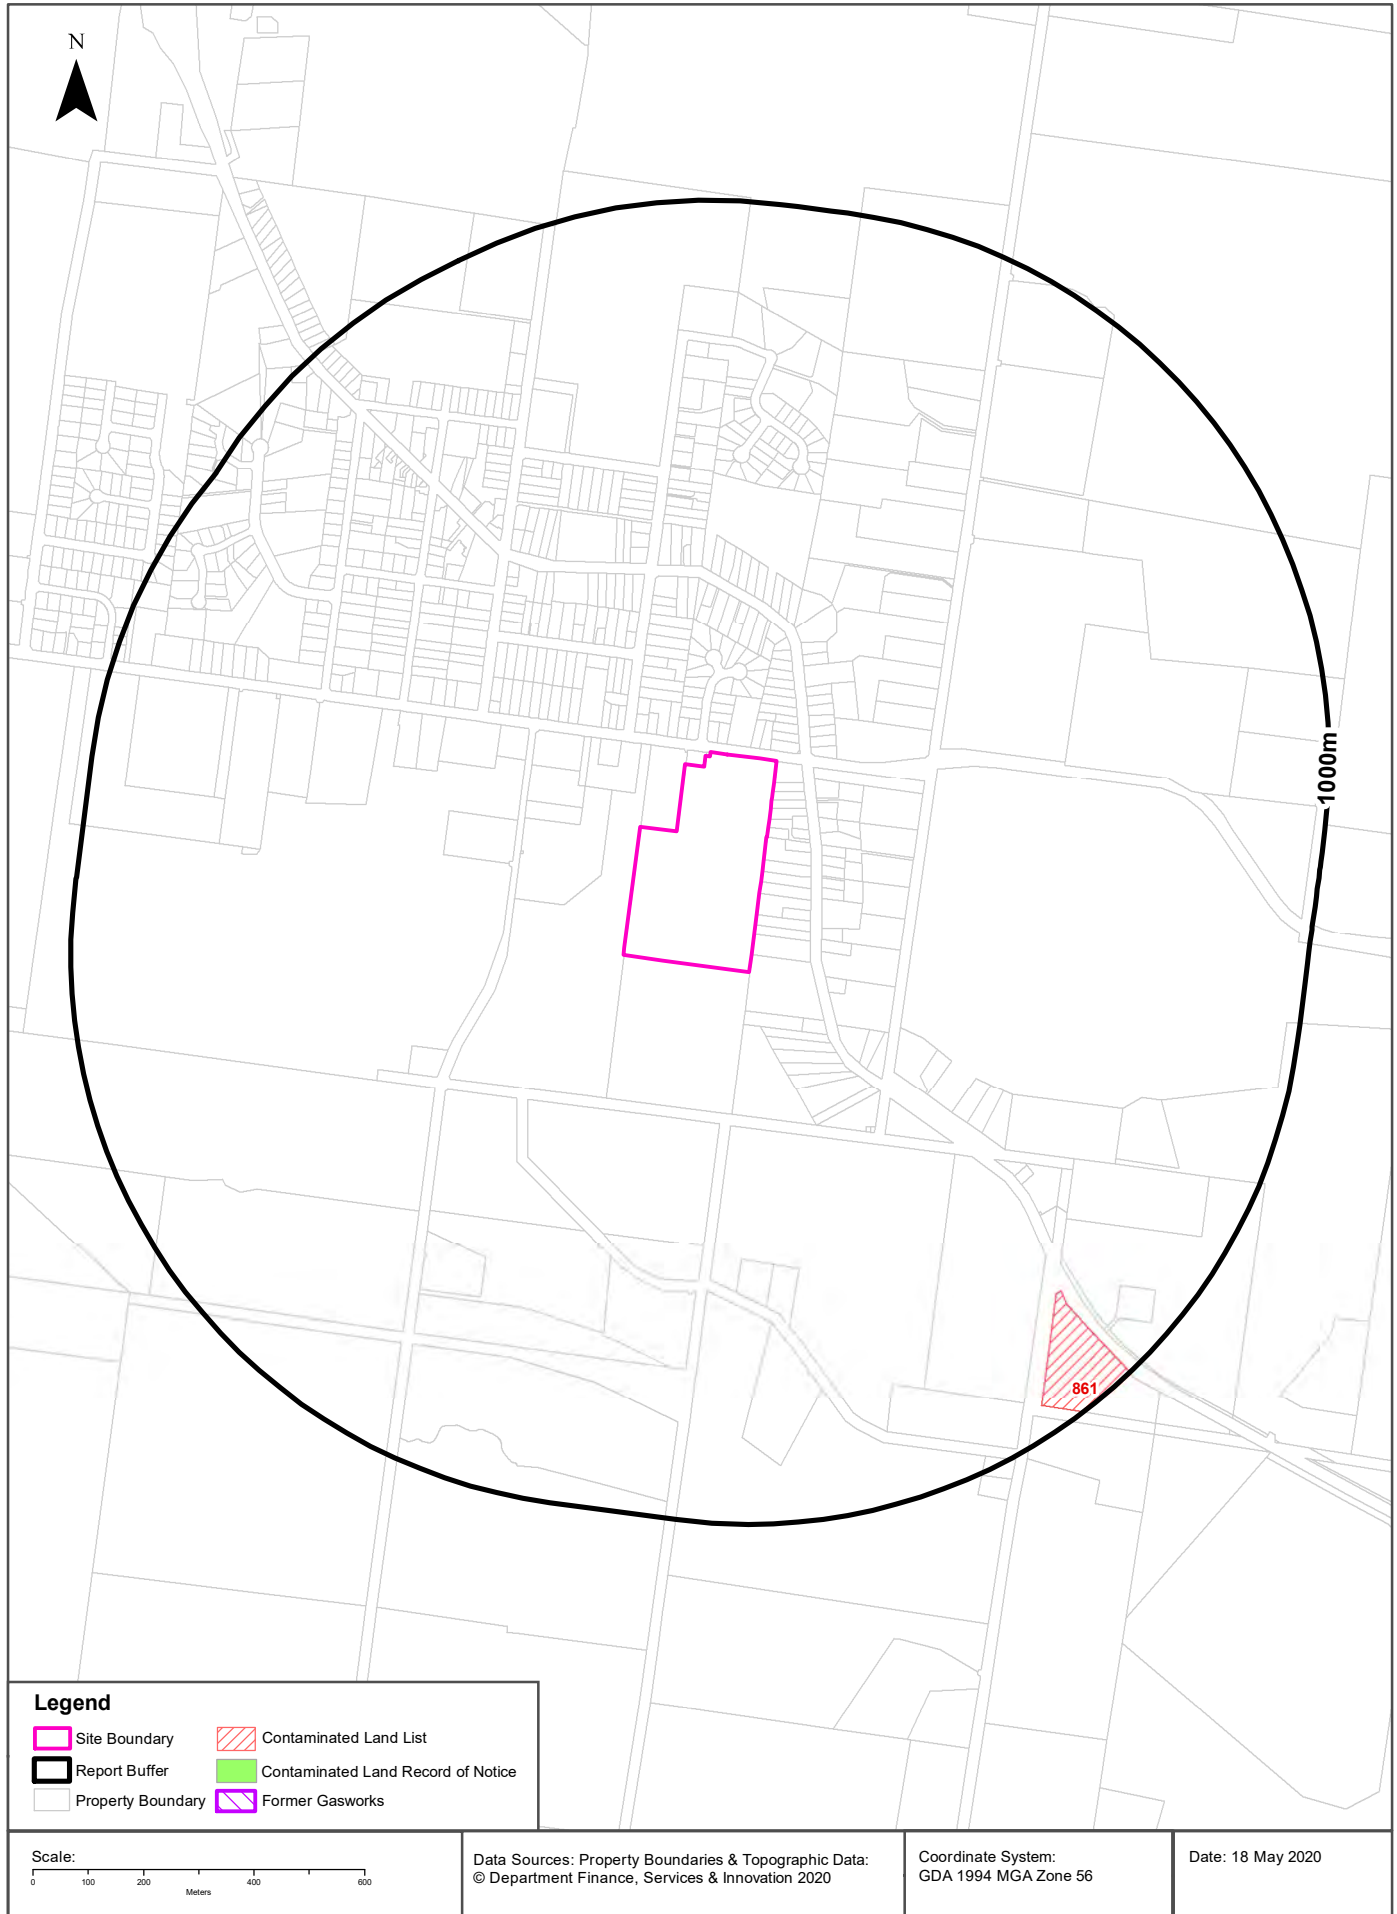 N
1000m
861
Legend
Site Boundary
Contaminated Land List
Report Buffer
Contaminated Land Record of Notice
Property Boundary
Former Gasworks
Scale:
0 100 200 400 600
Meters
Data Sources: Property Boundaries & Topographic Data:
© Department Finance, Services & Innovation 2020
Coordinate System:
GDA 1994 MGA Zone 56
Date: 18 May 2020